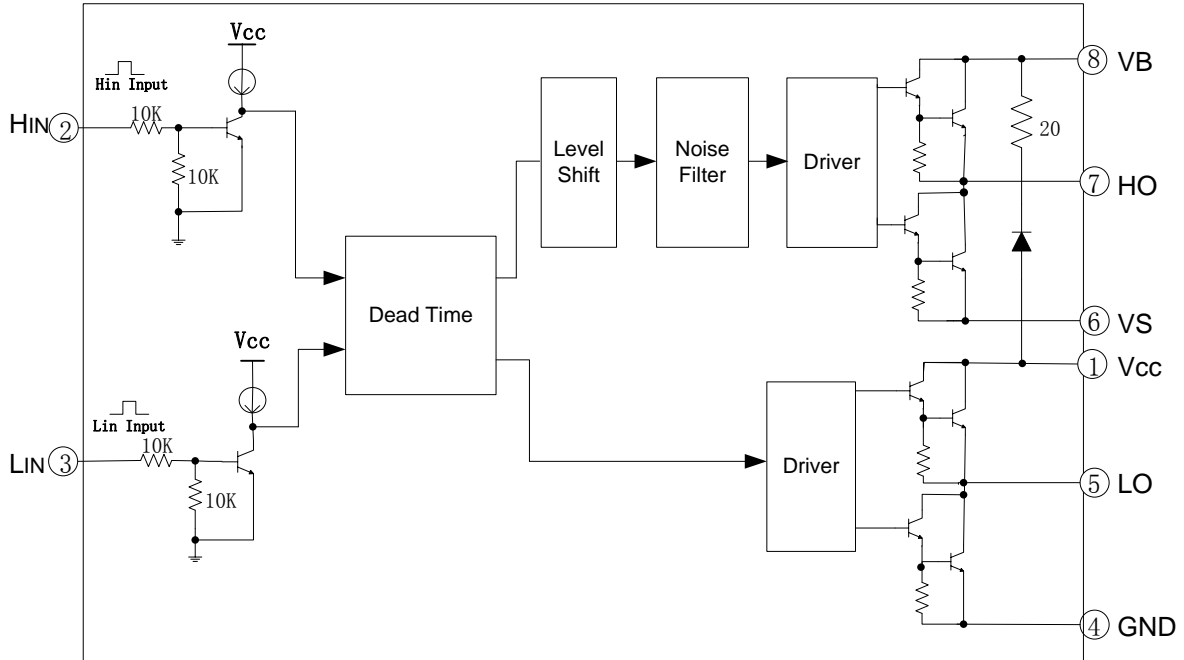 Vcc
Hin Input
HIN 2
10K
10K
Level
Shift
Noise
Filter
Driver
20
8 VB
7 HO
6 VS
Dead Time
Vcc
1 Vcc
Lin Input
LIN 3
10K
10K
Driver
5 LO
4 GND